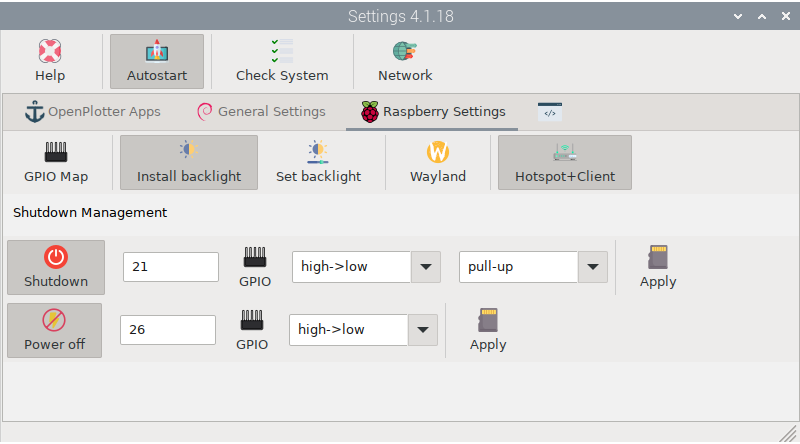 Settings 4.1.18
Help Autostart Check System Network
OpenPlotter Apps General Settings Raspberry Settings </>
GPIO Map Install backlight Set backlight Wayland Hotspot+Client
Shutdown Management
Shutdown 21 GPIO high->low pull-up Apply
Power off 26 GPIO high->low Apply